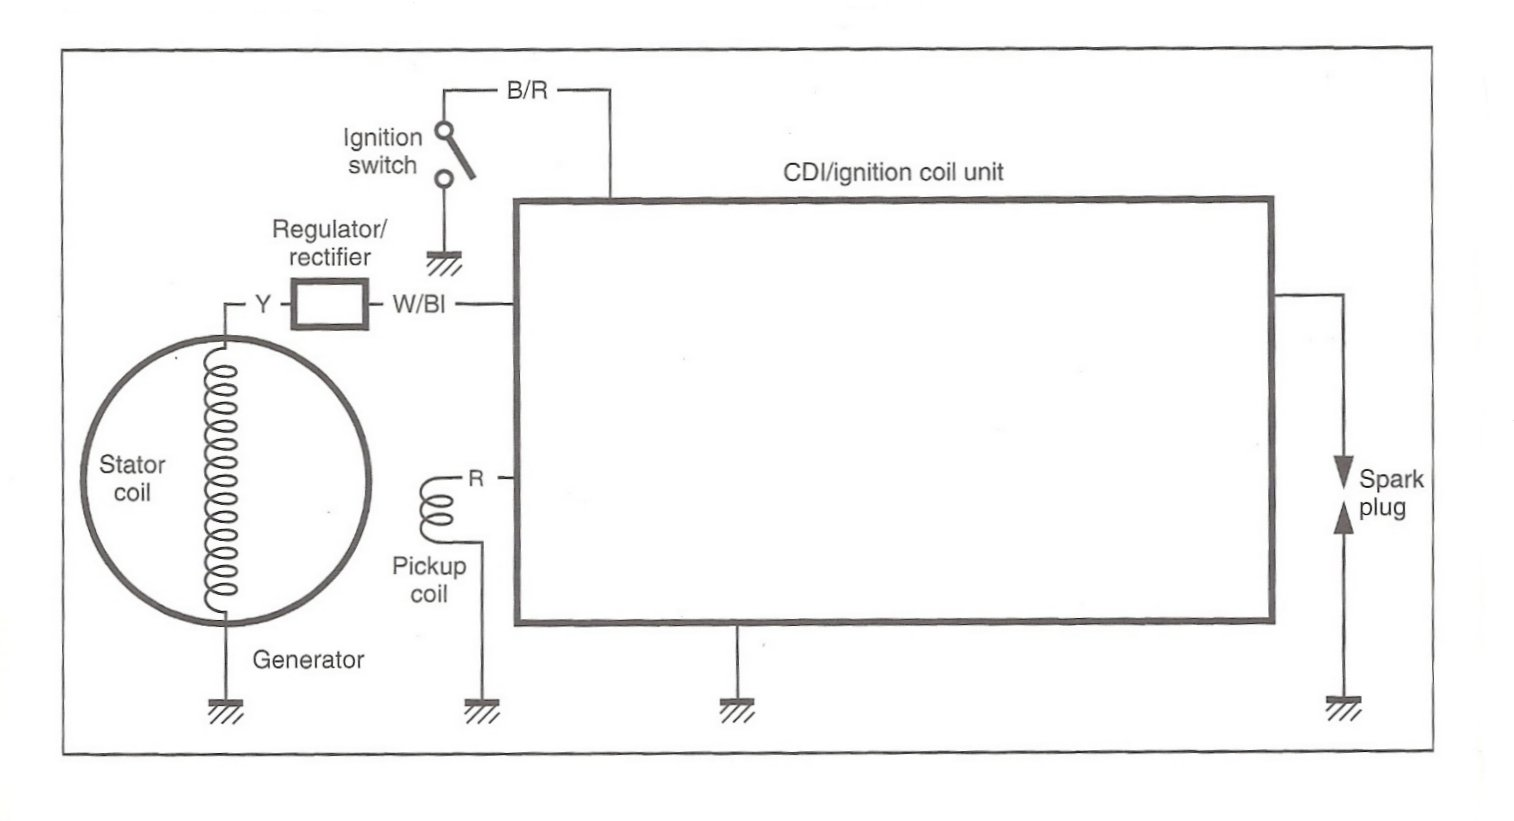 B/R
Ignition
switch
CDI/ignition coil unit
Regulator/
rectifier
Y
W/Bl
Stator
coil
R
Pickup
coil
Spark
plug
Generator